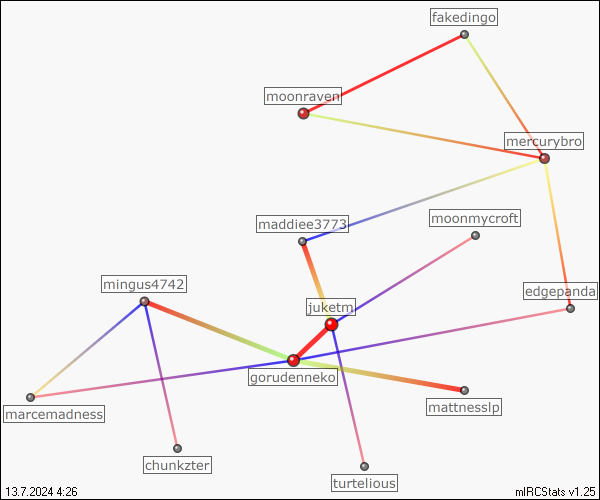 fakedingo
moonraven
mercurybro
maddiee3773
moonmycroft
mingus4742
edgepanda
juketm
gorudenneko
marcemadness
mattnesslp
chunkzter
turtelious
13.7.2024 4:26
mIRCStats v1.25